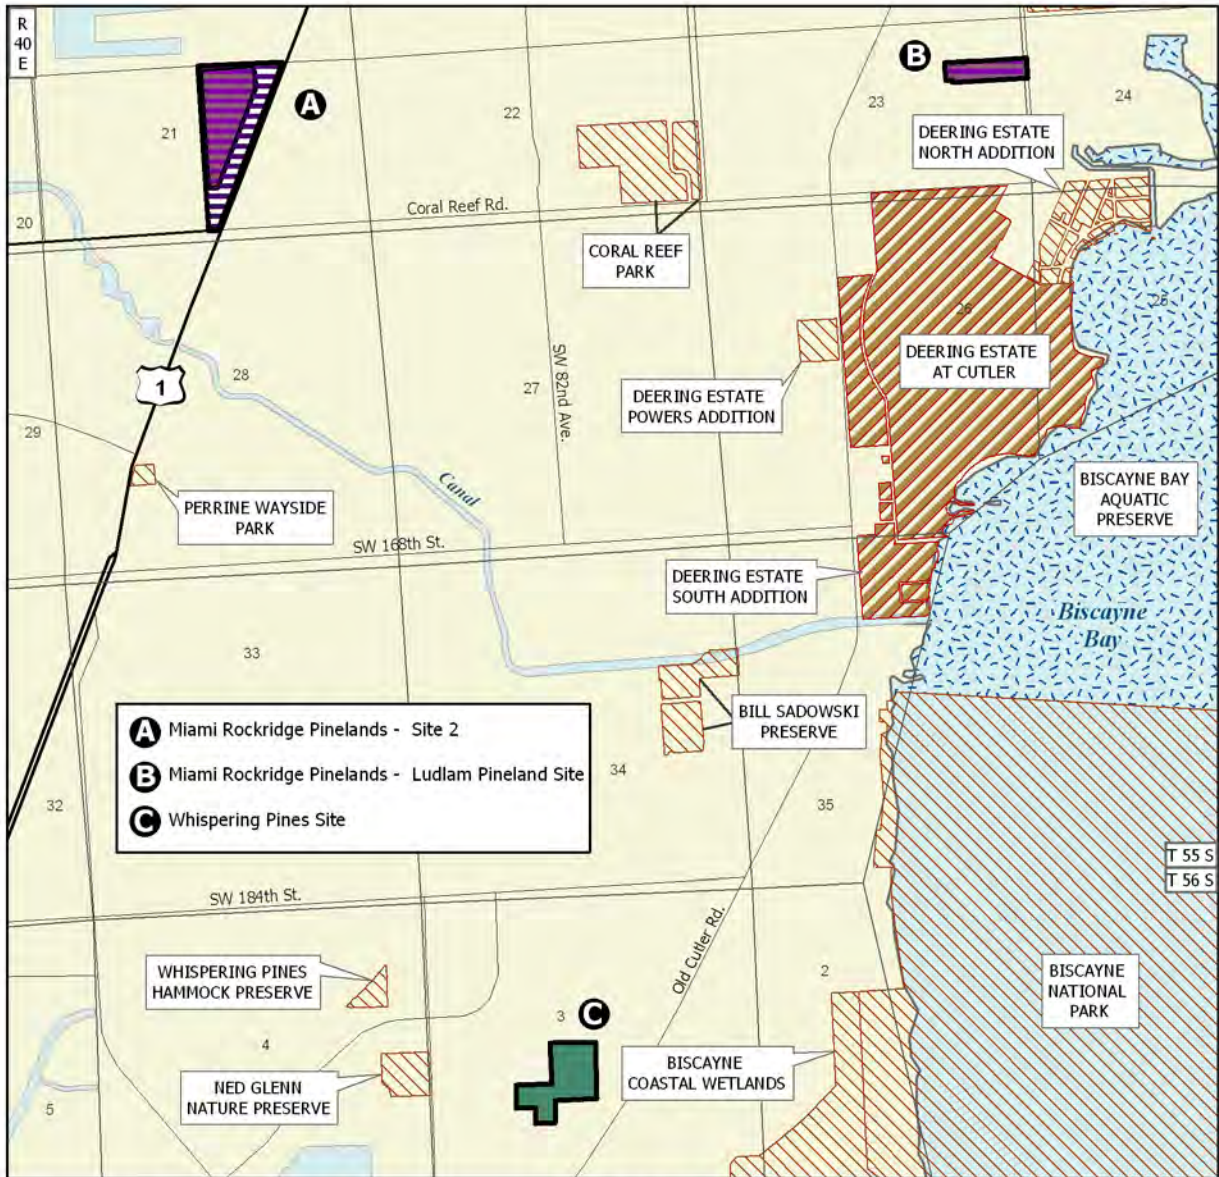 R
40
E
A
B
21
22
23
24
DEERING ESTATE
NORTH ADDITION
20
Coral Reef Rd.
CORAL REEF
PARK
25
26
DEERING ESTATE
AT CUTLER
1
28
27
SW 82nd Ave.
DEERING ESTATE
POWERS ADDITION
29
PERRINE WAYSIDE
PARK
Canal
BISCAYNE BAY
AQUATIC
PRESERVE
SW 168th St.
DEERING ESTATE
SOUTH ADDITION
Biscayne
Bay
33
A Miami Rockridge Pinelands - Site 2
B Miami Rockridge Pinelands - Ludlam Pineland Site
C Whispering Pines Site
BILL SADOWSKI
PRESERVE
34
32
35
T 55 S
T 56 S
SW 184th St.
Old Cutler Rd.
WHISPERING PINES
HAMMOCK PRESERVE
2
BISCAYNE
NATIONAL
PARK
3
C
4
BISCAYNE
COASTAL WETLANDS
NED GLENN
NATURE PRESERVE
5